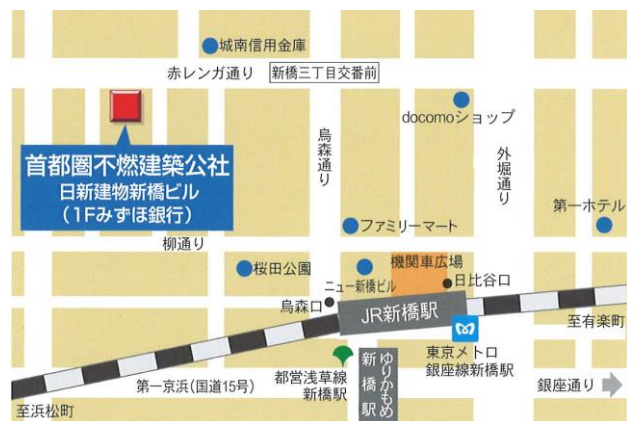 城南信用金庫
赤レンガ通り
新橋三丁目交番前
docomoショップ
首都圏不燃建築公社
日新建物新橋ビル
(1Fみずほ銀行)
烏森通り
外堀通り
ファミリーマート
第一ホテル
柳通り
桜田公園
機関車広場
ニュー新橋ビル
日比谷口
烏森口
JR新橋駅
至有楽町
東京メトロ
銀座線新橋駅
都営浅草線
新橋駅
ゆりかもめ
新橋駅
第一京浜(国道15号)
銀座通り
至浜松町